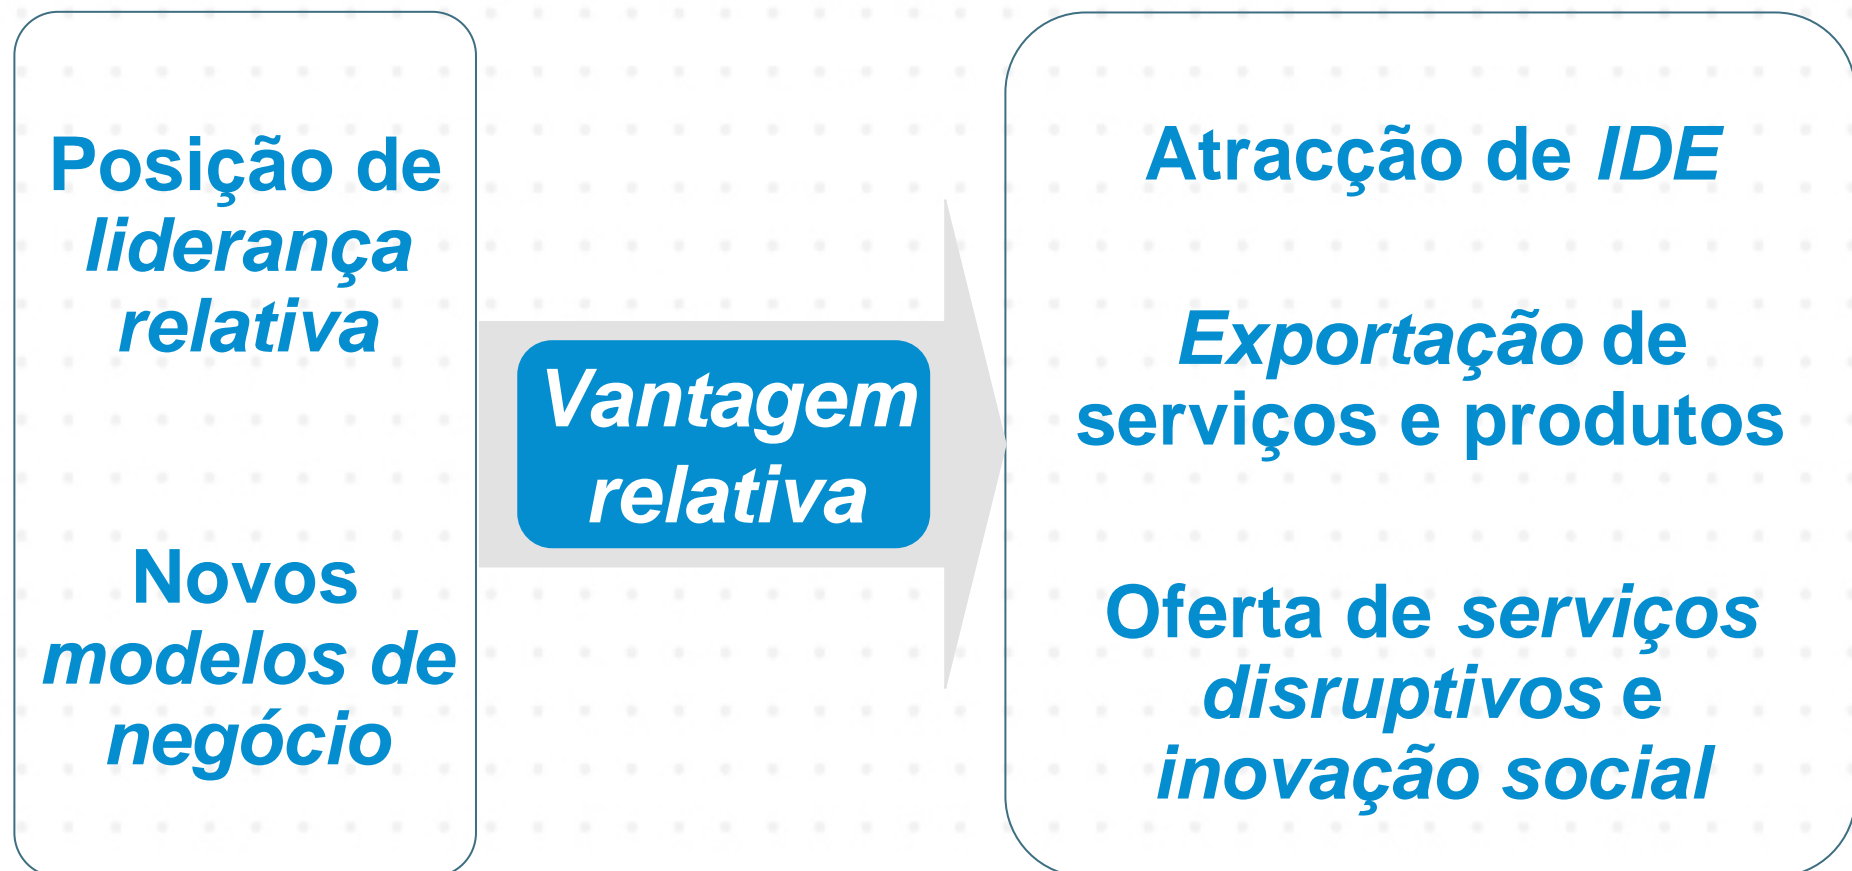 Posição de
liderança
relativa
Novos
modelos de
negócio
Vantagem
relativa
Atracção de IDE
Exportação de
serviços e produtos
Oferta de serviços
disruptivos e
inovação social